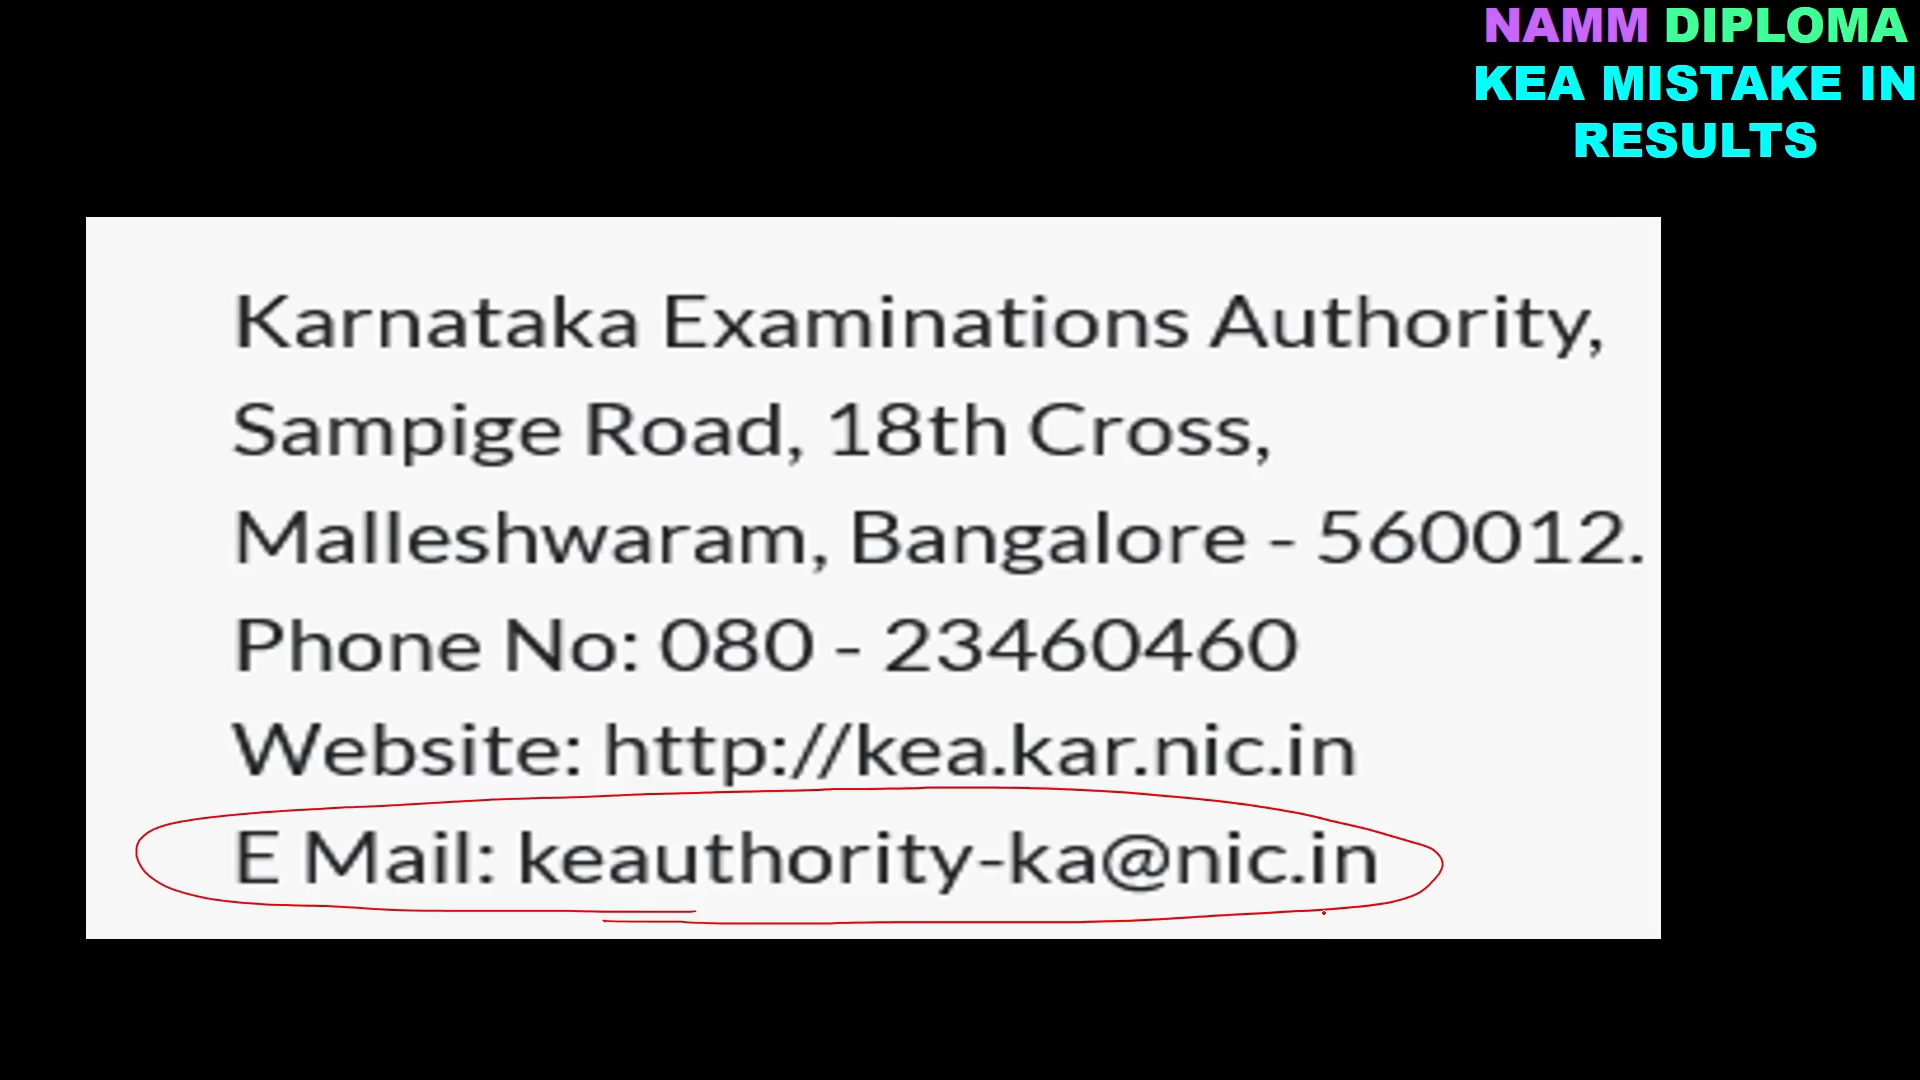 NAMM DIPLOMA
KEA MISTAKE IN
RESULTS
Karnataka Examinations Authority,
Sampige Road, 18th Cross,
Malleshwaram, Bangalore - 560012.
Phone No: 080 - 23460460
Website: http://kea.kar.nic.in
E Mail: keauthority-ka@nic.in